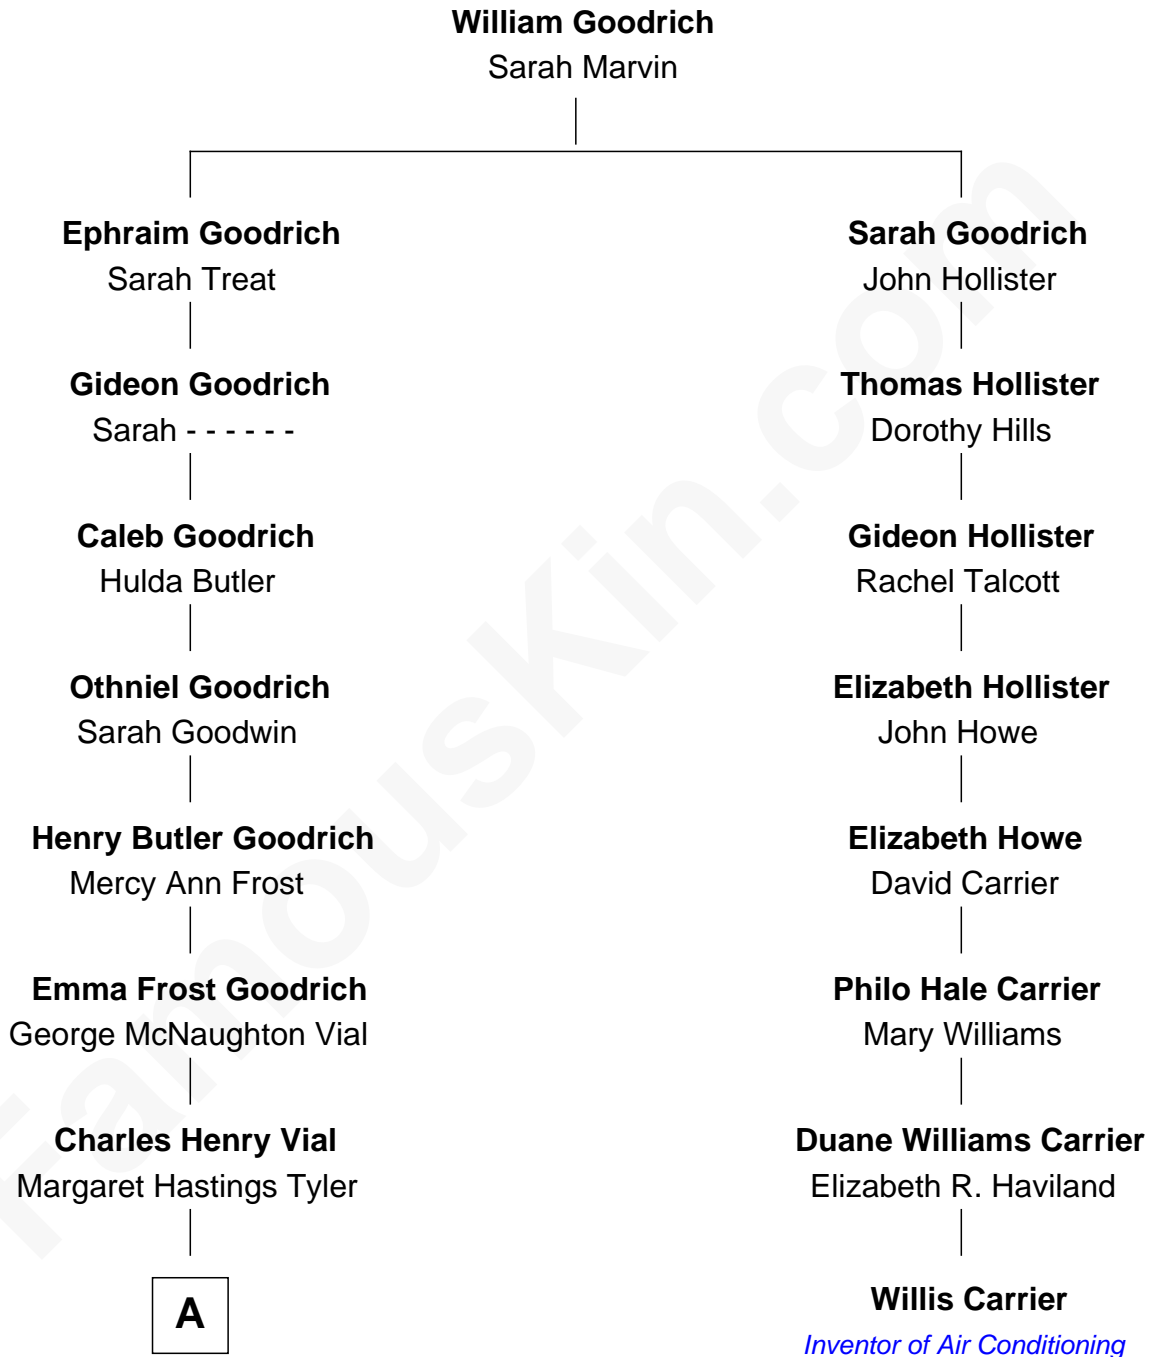 William Goodrich
Sarah Marvin
Ephraim Goodrich
Sarah Treat
Sarah Goodrich
John Hollister
Gideon Goodrich
Sarah - - - - - -
Thomas Hollister
Dorothy Hills
Caleb Goodrich
Hulda Butler
Gideon Hollister
Rachel Talcott
Othniel Goodrich
Sarah Goodwin
Elizabeth Hollister
John Howe
Henry Butler Goodrich
Mercy Ann Frost
Elizabeth Howe
David Carrier
Emma Frost Goodrich
George McNaughton Vial
Philo Hale Carrier
Mary Williams
Charles Henry Vial
Margaret Hastings Tyler
Duane Williams Carrier
Elizabeth R. Haviland
A
Willis Carrier
Inventor of Air Conditioning
FamousKin.com